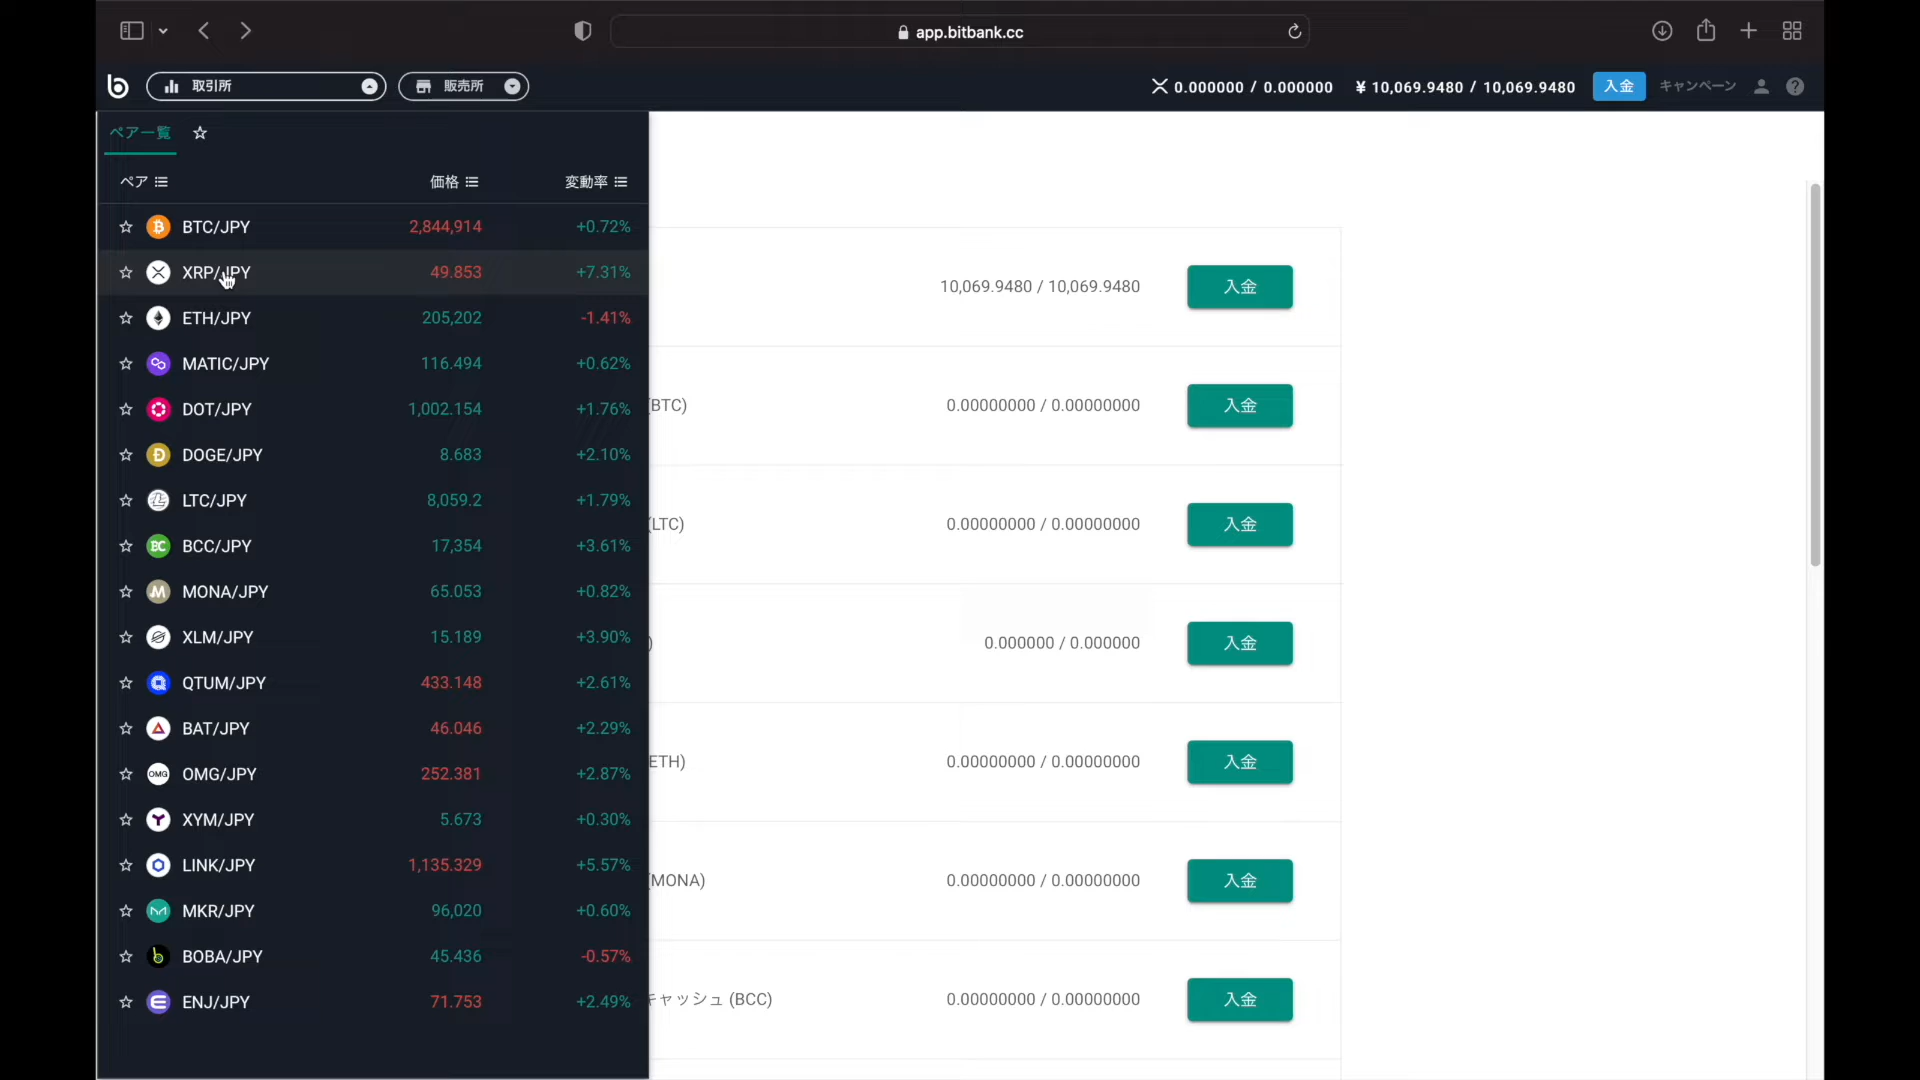 app.bitbank.cc
取引所
販売所
0.000000 / 0.000000
¥ 10,069.9480 / 10,069.9480
入金
キャンペーン
ペア一覧
ペア 価格 変動率
BTC/JPY 2,844,914 +0.72%
XRP/JPY 49.853 +7.31%
ETH/JPY 205,202 -1.41%
MATIC/JPY 116.494 +0.62%
DOT/JPY 1,002.154 +1.76%
DOGE/JPY 8.683 +2.10%
LTC/JPY 8,059.2 +1.79%
BCC/JPY 17,354 +3.61%
MONA/JPY 65.053 +0.82%
XLM/JPY 15.189 +3.90%
QTUM/JPY 433.148 +2.61%
BAT/JPY 46.046 +2.29%
OMG OMG/JPY 252.381 +2.87%
XYM/JPY 5.673 +0.30%
LINK/JPY 1,135.329 +5.57%
MKR/JPY 96,020 +0.60%
BOBA/JPY 45.436 -0.57%
ENJ/JPY 71.753 +2.49%
10,069.9480 / 10,069.9480 入金
(BTC) 0.00000000 / 0.00000000 入金
(LTC) 0.00000000 / 0.00000000 入金
) 0.000000 / 0.000000 入金
ETH) 0.00000000 / 0.00000000 入金
(MONA) 0.00000000 / 0.00000000 入金
キャッシュ (BCC) 0.00000000 / 0.00000000 入金